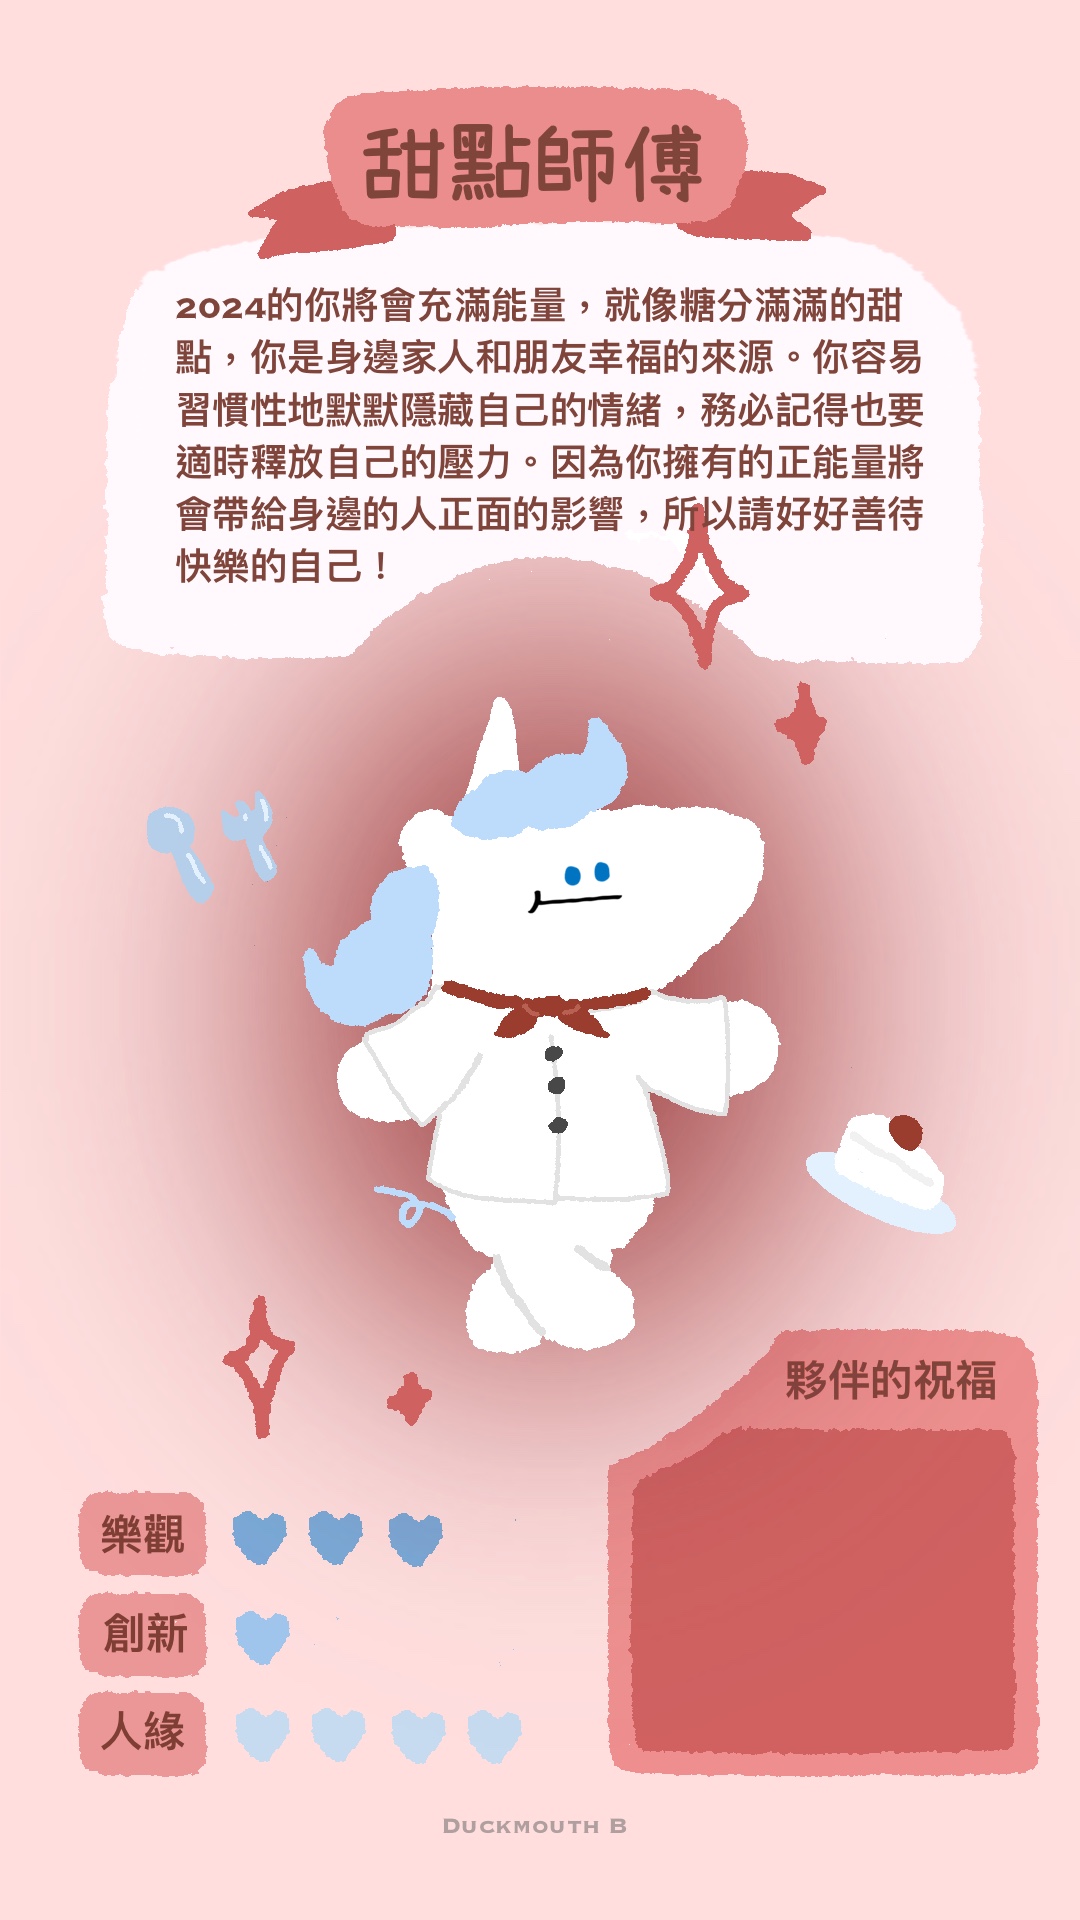 甜點師傅
2024的你將會充滿能量，就像糖分滿滿的甜
點，你是身邊家人和朋友幸福的來源。你容易
習慣性地默默隱藏自己的情緒，務必記得也要
適時釋放自己的壓力。因為你擁有的正能量將
會帶給身邊的人正面的影響，所以請好好善待
快樂的自己！
夥伴的祝福
樂觀
創新
人緣
DUCKMOUTH B